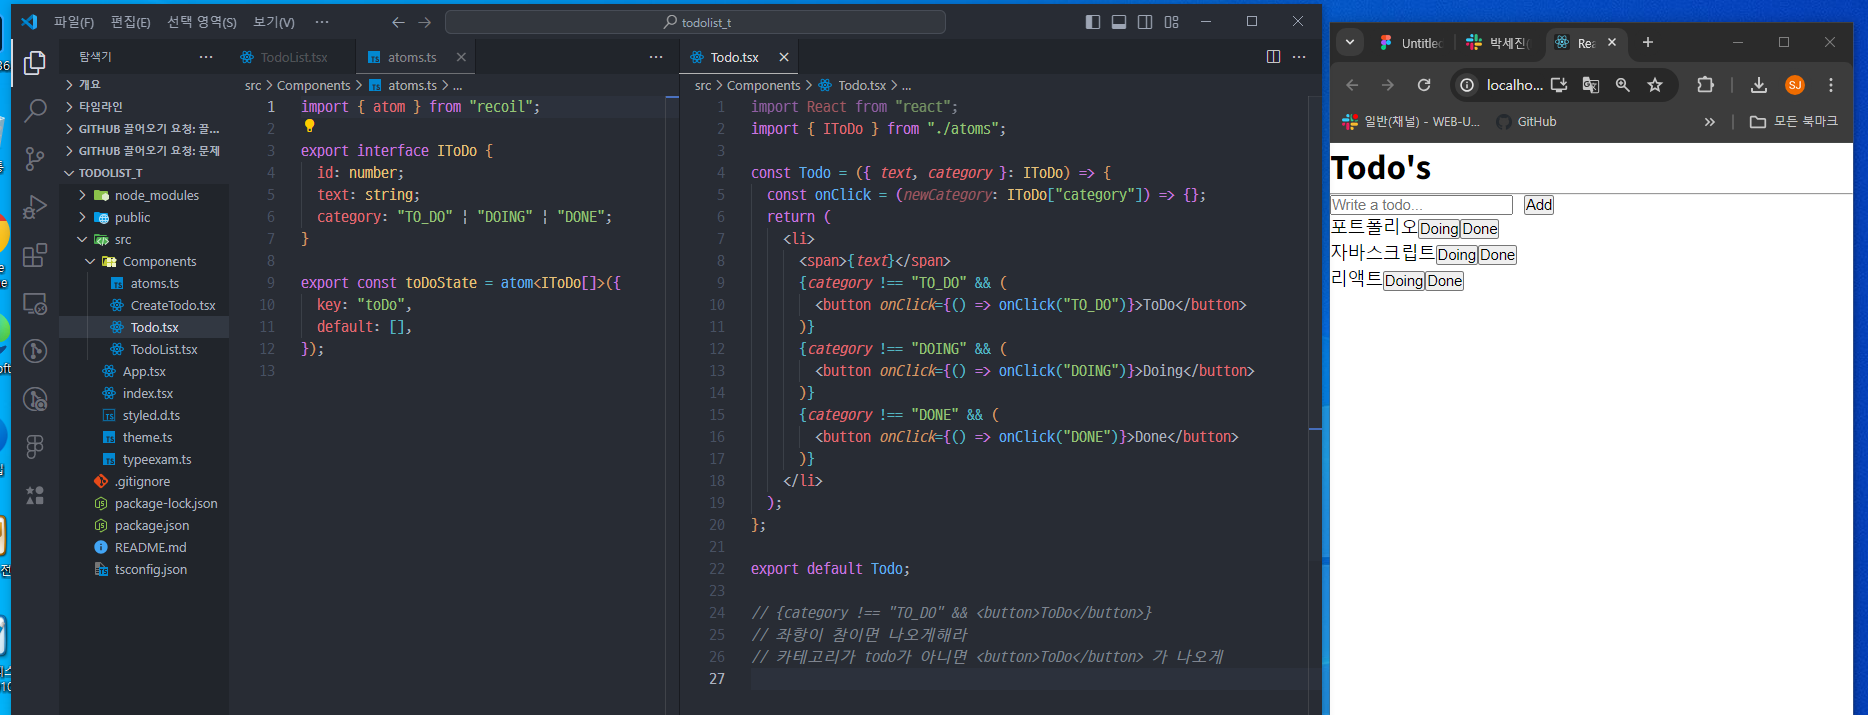 파일(F) 편집(E) 선택 영역(S) 보기(V) ··· todolist_t
탐색기 ···
개요
타임라인
GITHUB 끌어오기 요청: 끌...
GITHUB 끌어오기 요청: 문제
TODOLIST_T
node_modules
public
src
Components
atoms.ts
CreateTodo.tsx
Todo.tsx
TodoList.tsx
App.tsx
index.tsx
styled.d.ts
theme.ts
typeexam.ts
.gitignore
package-lock.json
package.json
README.md
tsconfig.json
TodoList.tsx atoms.ts ···
src > Components > atoms.ts > ...
1 import { atom } from "recoil";
2
3 export interface IToDo {
4 id: number;
5 text: string;
6 category: "TO_DO" | "DOING" | "DONE";
7 }
8
9 export const toDoState = atom<IToDo[]>({
10 key: "toDo",
11 default: [],
12 });
13
Todo.tsx ···
src > Components > Todo.tsx > ...
1 import React from "react";
2 import { IToDo } from "./atoms";
3
4 const Todo = ({ text, category }: IToDo) => {
5 const onClick = (newCategory: IToDo["category"]) => {};
6 return (
7 <li>
8 <span>{text}</span>
9 {category !== "TO_DO" && (
10 <button onClick={() => onClick("TO_DO")}>ToDo</button>
11 )}
12 {category !== "DOING" && (
13 <button onClick={() => onClick("DOING")}>Doing</button>
14 )}
15 {category !== "DONE" && (
16 <button onClick={() => onClick("DONE")}>Done</button>
17 )}
18 </li>
19 );
20 };
21
22 export default Todo;
23
24 // {category !== "TO_DO" && <button>ToDo</button>}
25 // 좌항이 참이면 나오게해라
26 // 카테고리가 todo가 아니면 <button>ToDo</button> 가 나오게
27
Untitled 박세진( Rea
localho... SJ
일반(채널) - WEB-U... GitHub » 모든 북마크
Todo's
Write a todo... Add
포트폴리오 Doing Done
자바스크립트 Doing Done
리액트 Doing Done